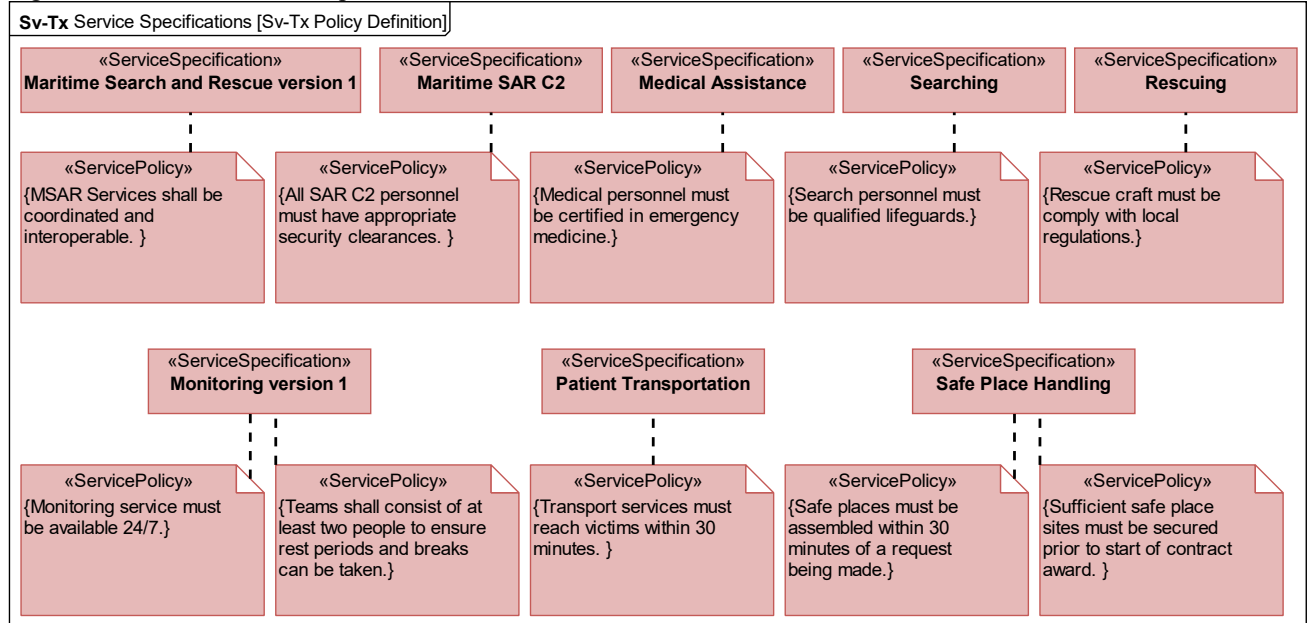 Sv-Tx Service Specifications [Sv-Tx Policy Definition]
«ServiceSpecification»
Maritime Search and Rescue version 1
«ServiceSpecification»
Maritime SAR C2
«ServiceSpecification»
Medical Assistance
«ServiceSpecification»
Searching
«ServiceSpecification»
Rescuing
«ServicePolicy»
{MSAR Services shall be
coordinated and
interoperable. }
«ServicePolicy»
{All SAR C2 personnel
must have appropriate
security clearances. }
«ServicePolicy»
{Medical personnel must
be certified in emergency
medicine.}
«ServicePolicy»
{Search personnel must
be qualified lifeguards.}
«ServicePolicy»
{Rescue craft must be
comply with local
regulations.}
«ServiceSpecification»
Monitoring version 1
«ServiceSpecification»
Patient Transportation
«ServiceSpecification»
Safe Place Handling
«ServicePolicy»
{Monitoring service must
be available 24/7.}
«ServicePolicy»
{Teams shall consist of at
least two people to ensure
rest periods and breaks
can be taken.}
«ServicePolicy»
{Transport services must
reach victims within 30
minutes. }
«ServicePolicy»
{Safe places must be
assembled within 30
minutes of a request
being made.}
«ServicePolicy»
{Sufficient safe place
sites must be secured
prior to start of contract
award. }